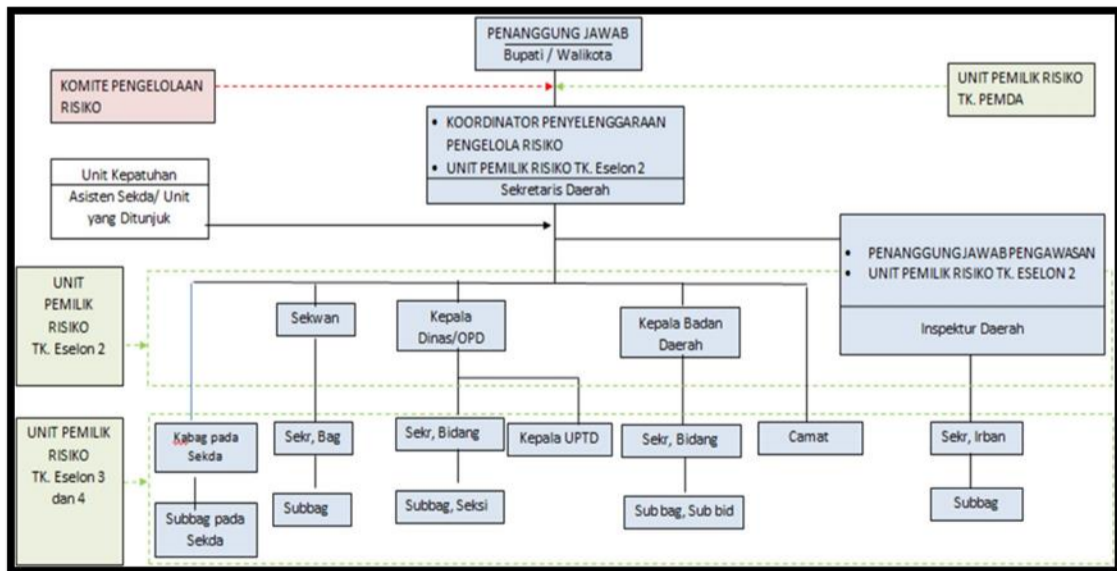 PENANGGUNG JAWAB
Bupati / Walikota
KOMITE PENGELOLAAN
RISIKO
UNIT PEMILIK RISIKO
TK. PEMDA
• KOORDINATOR PENYELENGGARAAN
PENGELOLA RISIKO
• UNIT PEMILIK RISIKO TK. Eselon 2
Sekretaris Daerah
Unit Kepatuhan
Asisten Sekda/ Unit
yang Ditunjuk
• PENANGGUNG JAWAB PENGAWASAN
• UNIT PEMILIK RISIKO TK. ESELON 2
Inspektur Daerah
UNIT
PEMILIK
RISIKO
TK. Eselon 2
Sekwan
Kepala
Dinas/OPD
Kepala Badan
Daerah
UNIT PEMILIK
RISIKO
TK. Eselon 3
dan 4
Kabag pada
Sekda
Sekr, Bag
Sekr, Bidang
Kepala UPTD
Sekr, Bidang
Camat
Sekr, Irban
Subbag pada
Sekda
Subbag
Subbag, Seksi
Sub bag, Sub bid
Subbag